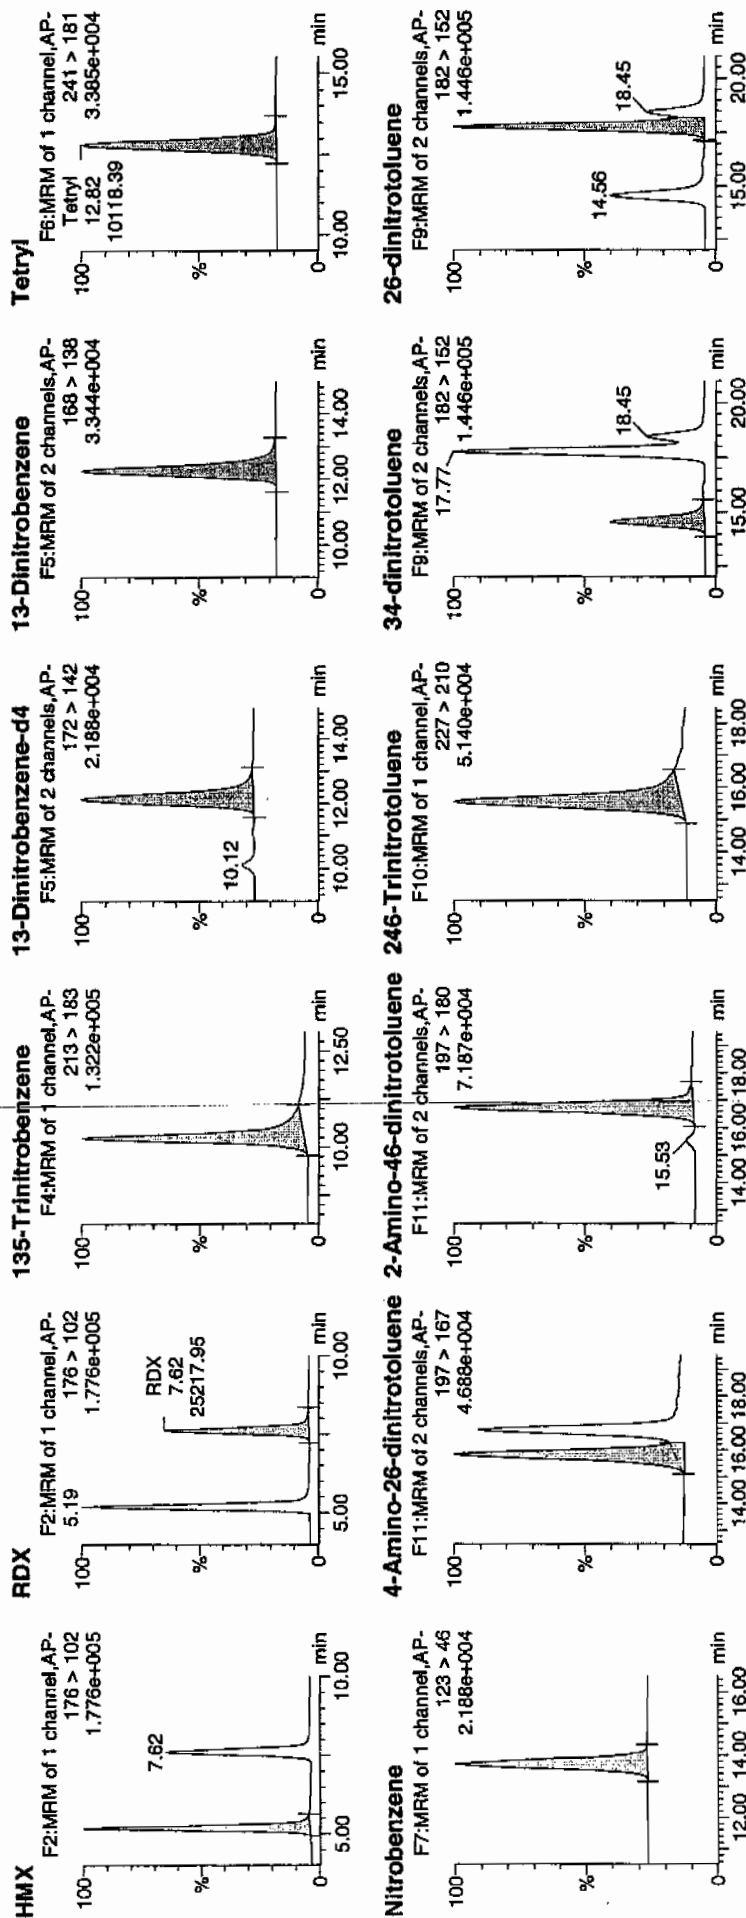 HMX
F2:MRM of 1 channel,AP-
176 > 102
1.776e+005
100
7.62
%
0
5.00
10.00
min
RDX
F2:MRM of 1 channel,AP-
5.19
176 > 102
1.776e+005
100
RDX
7.62
25217.95
%
0
5.00
10.00
min
135-Trinitrobenzene
F4:MRM of 1 channel,AP-
213 > 183
1.322e+005
100
%
0
10.00
12.50
min
13-Dinitrobenzene-d4
F5:MRM of 2 channels,AP-
172 > 142
2.188e+004
100
%
10.12
0
10.00
12.00
14.00
min
13-Dinitrobenzene
F5:MRM of 2 channels,AP-
168 > 138
3.344e+004
100
%
0
10.00
12.00
14.00
min
Tetryl
F6:MRM of 1 channel,AP-
Tetryl
241 > 181
12.82
3.385e+004
10118.39
100
%
0
10.00
15.00
min
Nitrobenzene
F7:MRM of 1 channel,AP-
123 > 46
2.188e+004
100
%
0
12.00
14.00
16.00
min
4-Amino-26-dinitrotoluene
F11:MRM of 2 channels,AP-
197 > 167
4.688e+004
100
%
0
14.00
16.00
18.00
min
2-Amino-46-dinitrotoluene
F11:MRM of 2 channels,AP-
197 > 180
7.187e+004
100
%
15.53
0
14.00
16.00
18.00
min
246-Trinitrotoluene
F10:MRM of 1 channel,AP-
227 > 210
5.140e+004
100
%
0
14.00
16.00
18.00
min
34-dinitrotoluene
F9:MRM of 2 channels,AP-
17.77
182 > 152
1.446e+005
100
%
18.45
0
15.00
20.00
min
26-dinitrotoluene
F9:MRM of 2 channels,AP-
182 > 152
1.446e+005
100
14.56
%
18.45
0
15.00
20.00
min